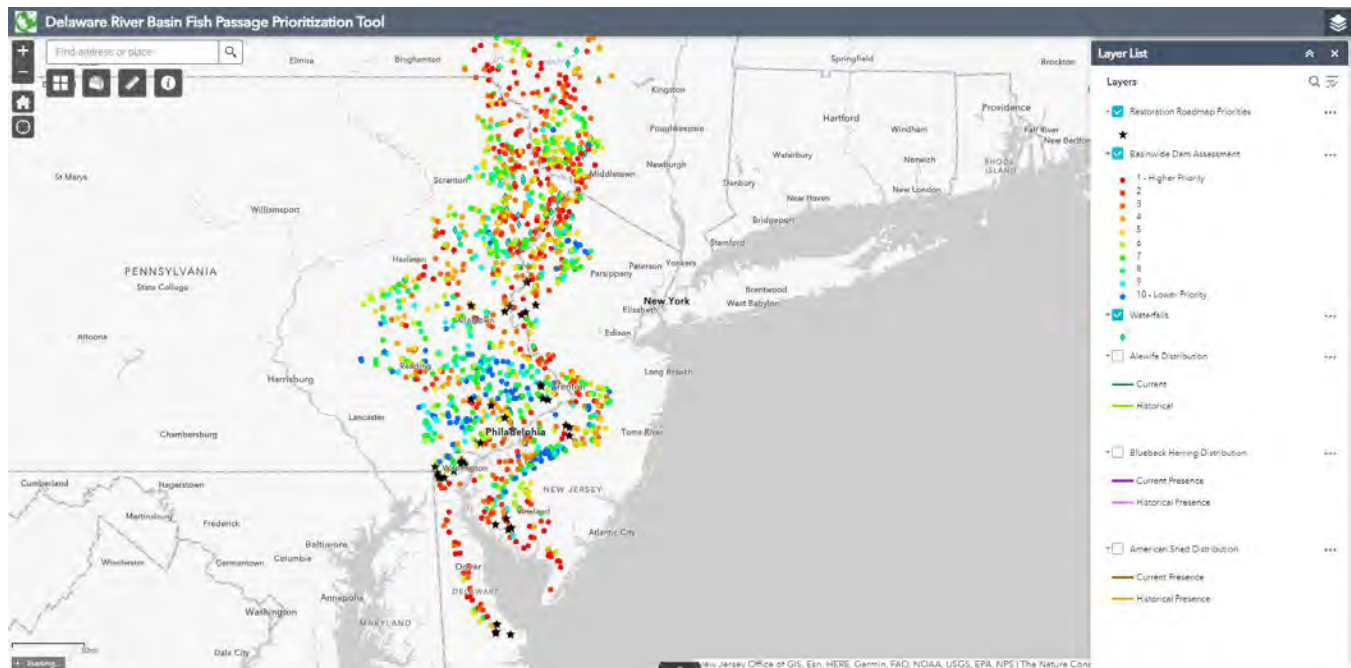 Delaware River Basin Fish Passage Prioritization Tool
Find address or place
Layer List
Layers
Restoration Roadmap Priorities
Basinwide Dam Assessment
1 - Higher Priority
2
3
4
5
6
7
8
9
10 - Lower Priority
Waterfalls
Alewife Distribution
Current
Historical
Blueback Herring Distribution
Current Presence
Historical Presence
American Shad Distribution
Current Presence
Historical Presence
Elmira
Binghamton
Springfield
Brockton
Kingston
Providence
Hartford
Fall River
Poughkeepsie
Windham
New Bedford
Waterbury
Norwich
RHODE
ISLAND
Newburgh
Middletown
Danbury
New London
St Marys
Scranton
New Haven
Williamsport
Bridgeport
Stamford
Hazleton
Paterson
Yonkers
Parsippany
PENNSYLVANIA
State College
Brentwood
New York
West Babylon
Elizabeth
Allentown
Edison
Altoona
Long Branch
Reading
Harrisburg
Trenton
Lancaster
Toms River
Philadelphia
Chambersburg
Wilmington
Cumberland
Hagerstown
NEW JERSEY
Martinsburg
Vineland
Frederick
Atlantic City
Baltimore
Winchester
Germantown
Columbia
Dover
DELAWARE
Annapolis
Washington
MARYLAND
Dale City
New Jersey Office of GIS, Esri, HERE, Garmin, FAO, NOAA, USGS, EPA, NPS | The Nature Cons